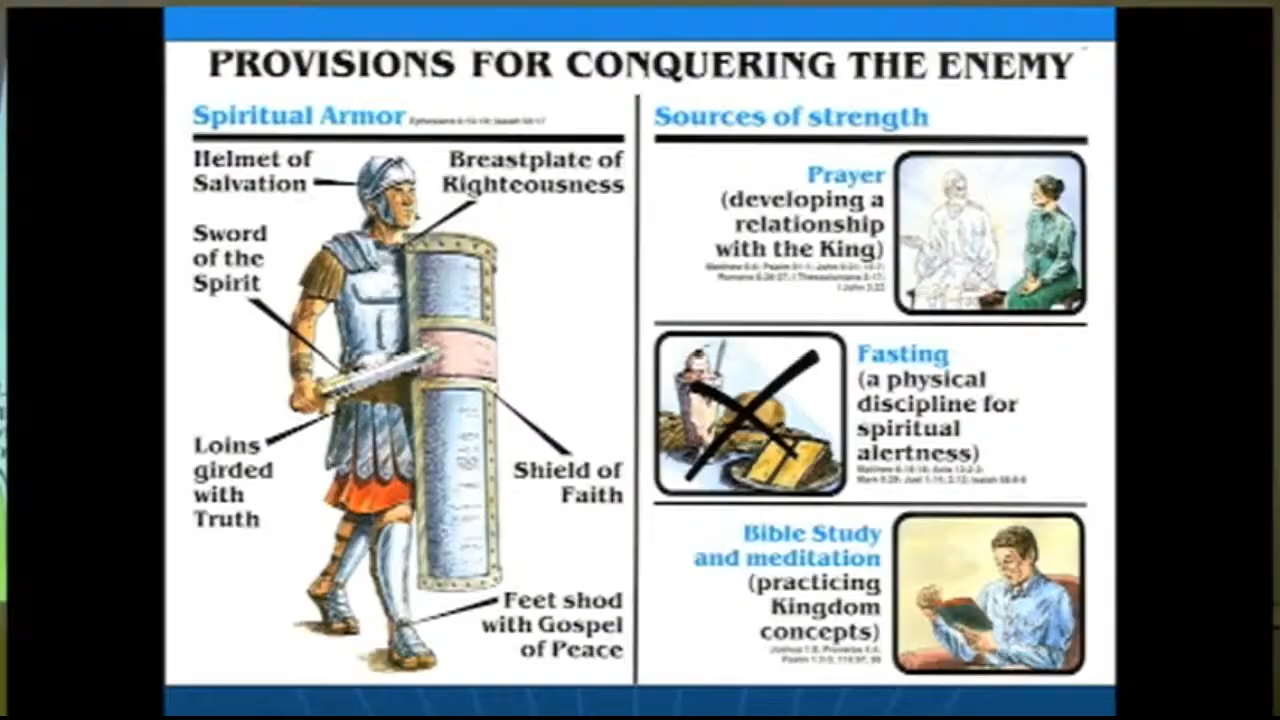 PROVISIONS FOR CONQUERING THE ENEMY
Spiritual Armor
Helmet of
Salvation
Breastplate of
Righteousness
Sword
of the
Spirit
Loins
girded
with
Truth
Shield of
Faith
Feet shod
with Gospel
of Peace
Sources of strength
Prayer
(developing a
relationship
with the King)
Fasting
(a physical
discipline for
spiritual
alertness)
Bible Study
and meditation
(practicing
Kingdom
concepts)